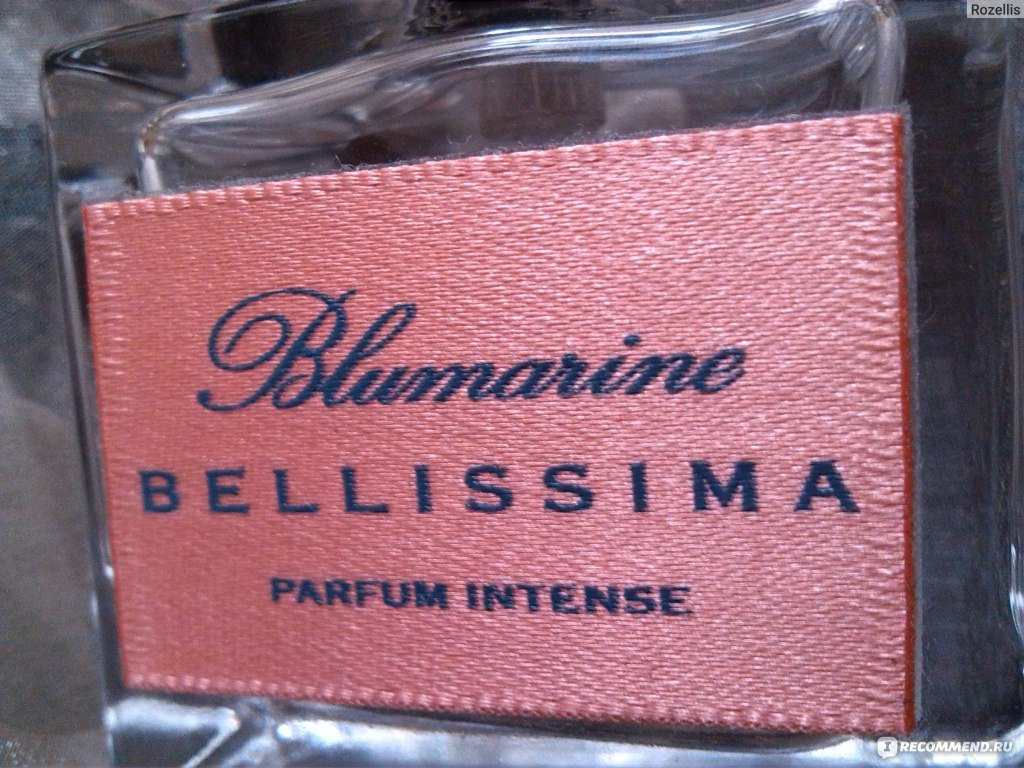 Rozellis
Blumarine
BELLISSIMA
PARFUM INTENSE
IRECOMMEND.RU